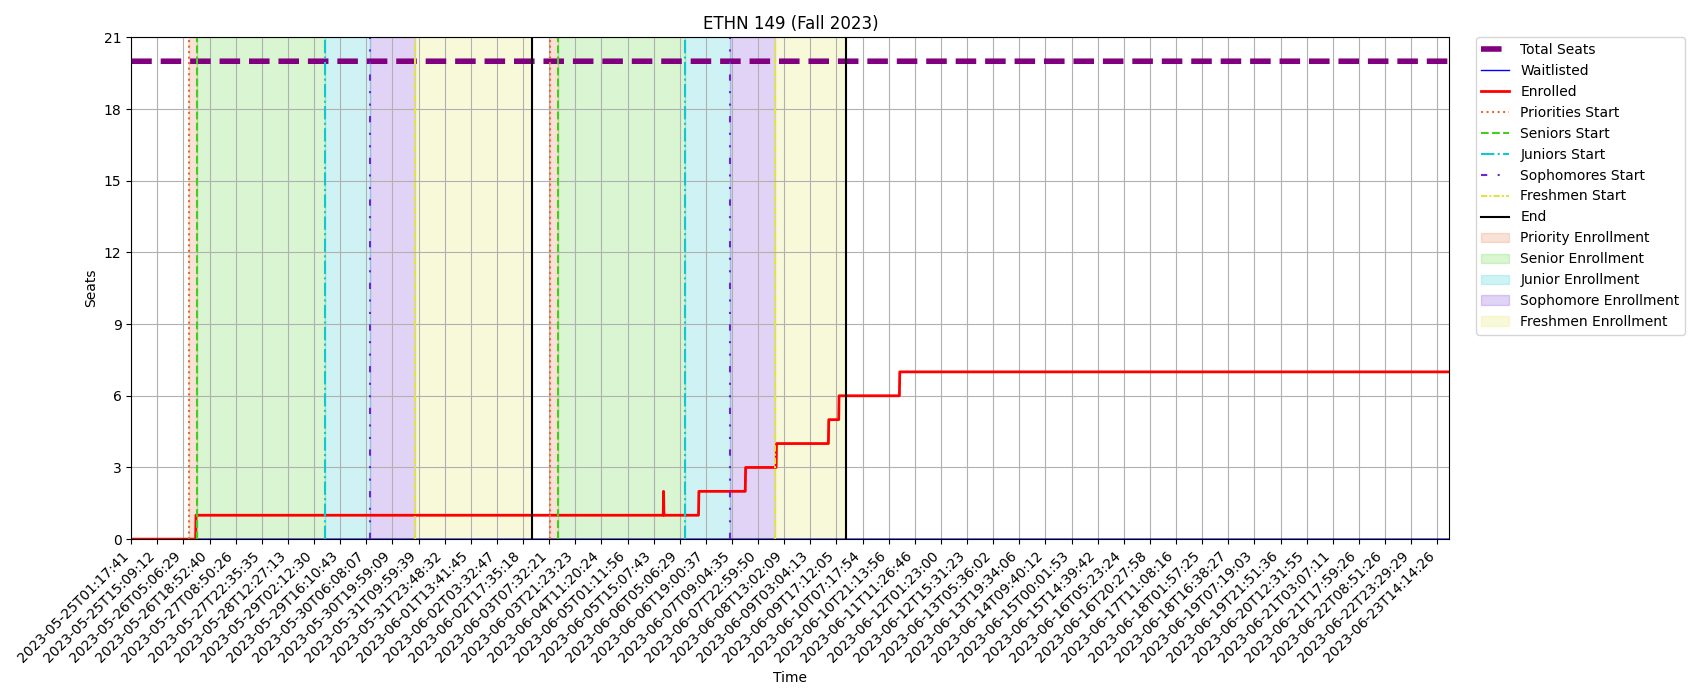 ETHN 149 (Fall 2023)
21
18
15
12
9
6
3
0
Seats
2023-05-25T01:17:41
2023-05-25T15:09:12
2023-05-26T05:06:29
2023-05-26T18:52:40
2023-05-27T08:50:26
2023-05-27T22:35:35
2023-05-28T12:27:13
2023-05-29T02:12:30
2023-05-29T16:10:43
2023-05-30T06:08:07
2023-05-30T19:59:09
2023-05-31T09:59:39
2023-05-31T23:48:32
2023-06-01T13:41:45
2023-06-02T03:32:47
2023-06-02T17:35:18
2023-06-03T07:32:21
2023-06-03T21:23:23
2023-06-04T11:20:24
2023-06-05T01:11:56
2023-06-05T15:07:43
2023-06-06T05:06:29
2023-06-06T19:00:37
2023-06-07T09:04:35
2023-06-07T22:59:50
2023-06-08T13:02:09
2023-06-09T03:04:13
2023-06-09T17:12:05
2023-06-10T07:17:54
2023-06-10T21:13:56
2023-06-11T11:26:46
2023-06-12T01:23:00
2023-06-12T15:31:23
2023-06-13T05:36:02
2023-06-13T19:34:06
2023-06-14T09:40:12
2023-06-15T00:01:53
2023-06-15T14:39:42
2023-06-16T05:23:24
2023-06-16T20:27:58
2023-06-17T11:08:16
2023-06-18T01:57:25
2023-06-18T16:38:27
2023-06-19T07:19:03
2023-06-19T21:51:36
2023-06-20T12:31:55
2023-06-21T03:07:11
2023-06-21T17:59:26
2023-06-22T08:51:26
2023-06-22T23:29:29
2023-06-23T14:14:26
Time
Total Seats
Waitlisted
Enrolled
Priorities Start
Seniors Start
Juniors Start
Sophomores Start
Freshmen Start
End
Priority Enrollment
Senior Enrollment
Junior Enrollment
Sophomore Enrollment
Freshmen Enrollment